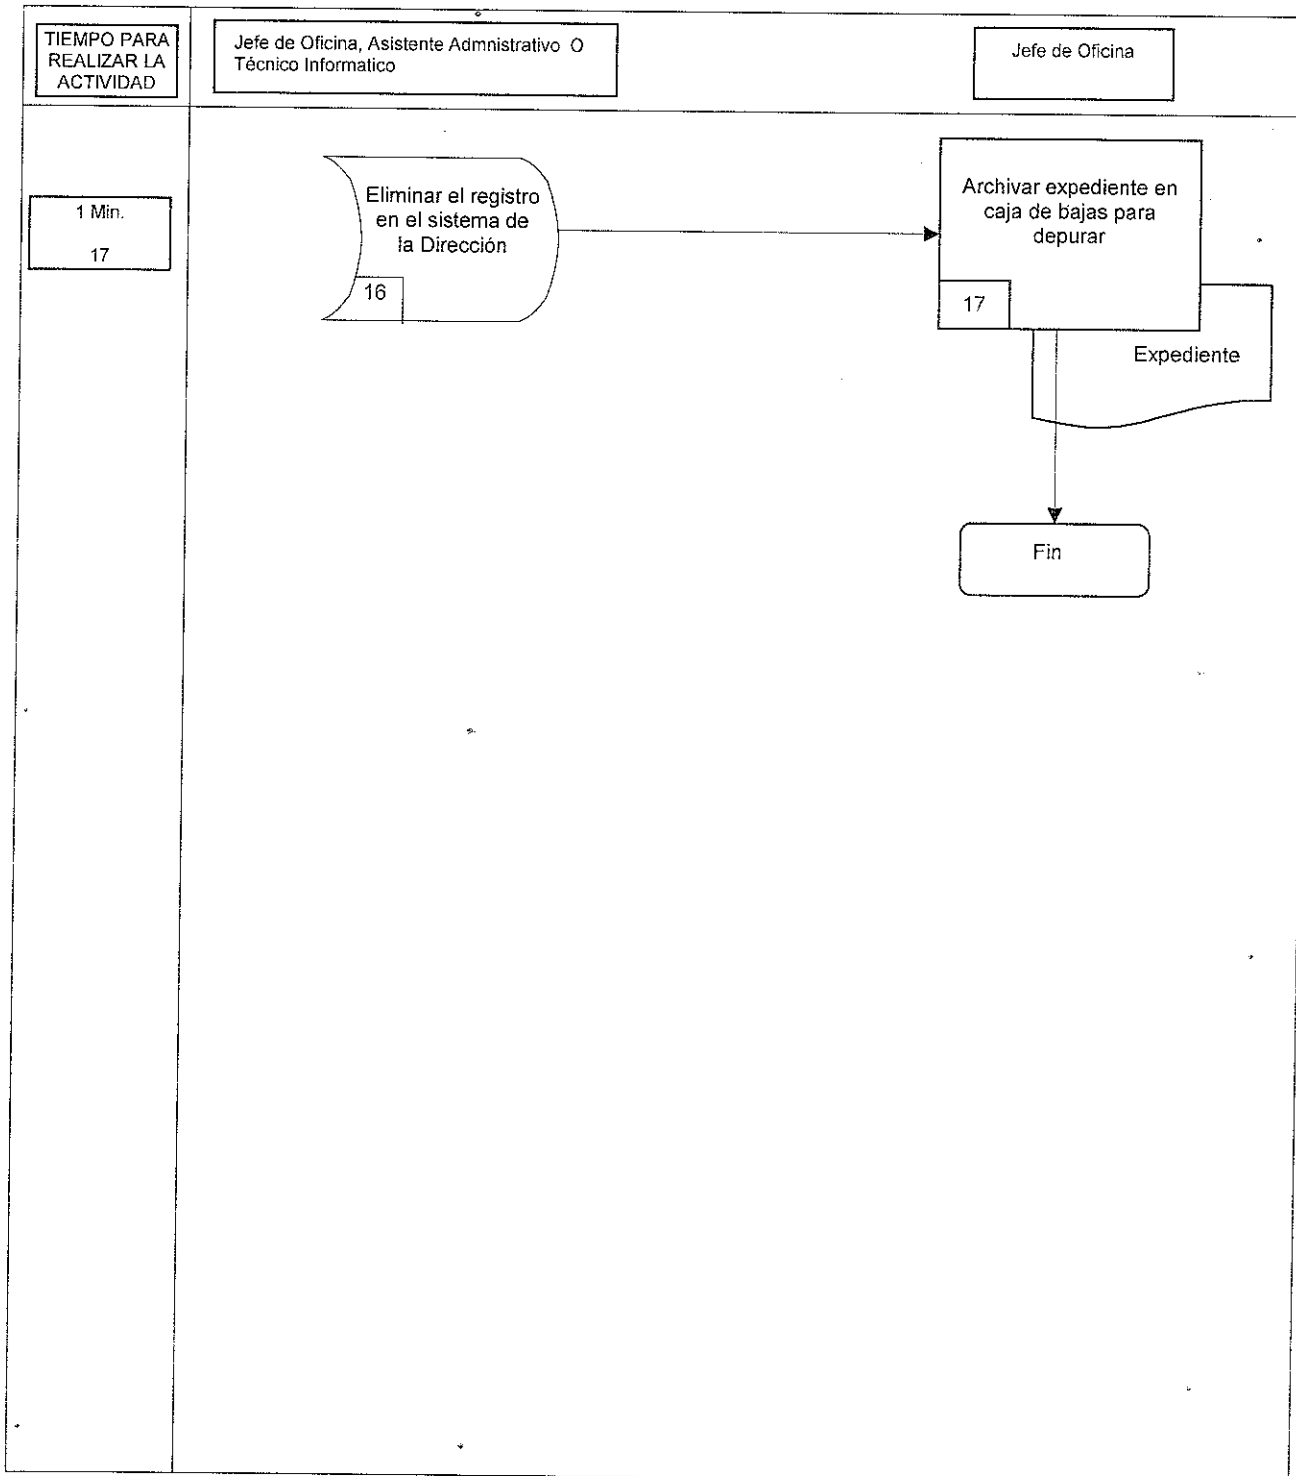 TIEMPO PARA
REALIZAR LA
ACTIVIDAD
Jefe de Oficina, Asistente Admnistrativo O
Técnico Informatico
Jefe de Oficina
1 Min.
17
Eliminar el registro
en el sistema de
la Dirección
16
Archivar expediente en
caja de bajas para
depurar
17
Expediente
Fin